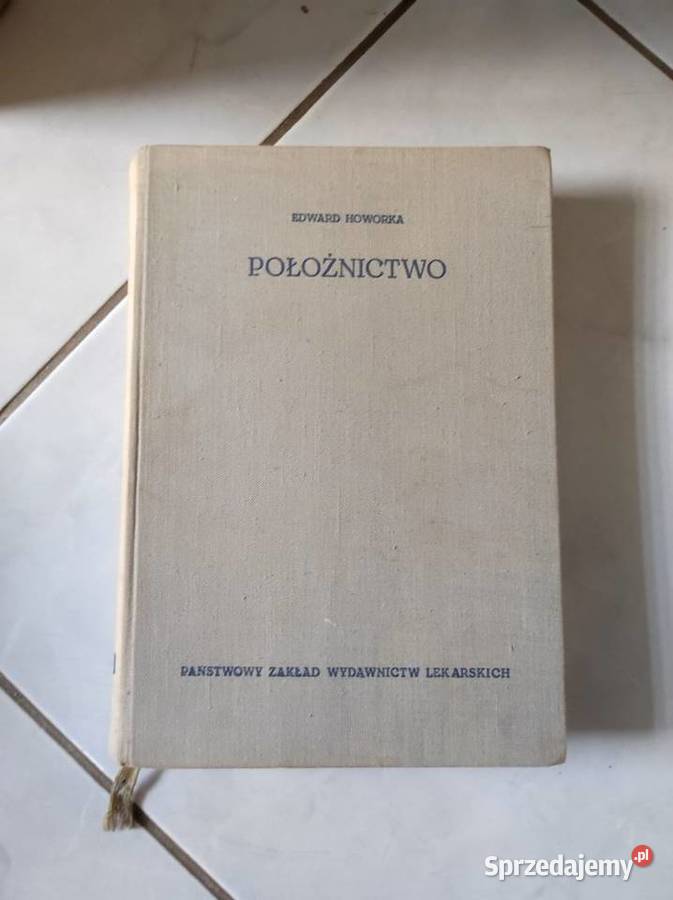 EDWARD HOWORKA
POŁOŻNICTWO
PAŃSTWOWY ZAKŁAD WYDAWNICTW LEKARSKICH
Sprzedajemy.pl